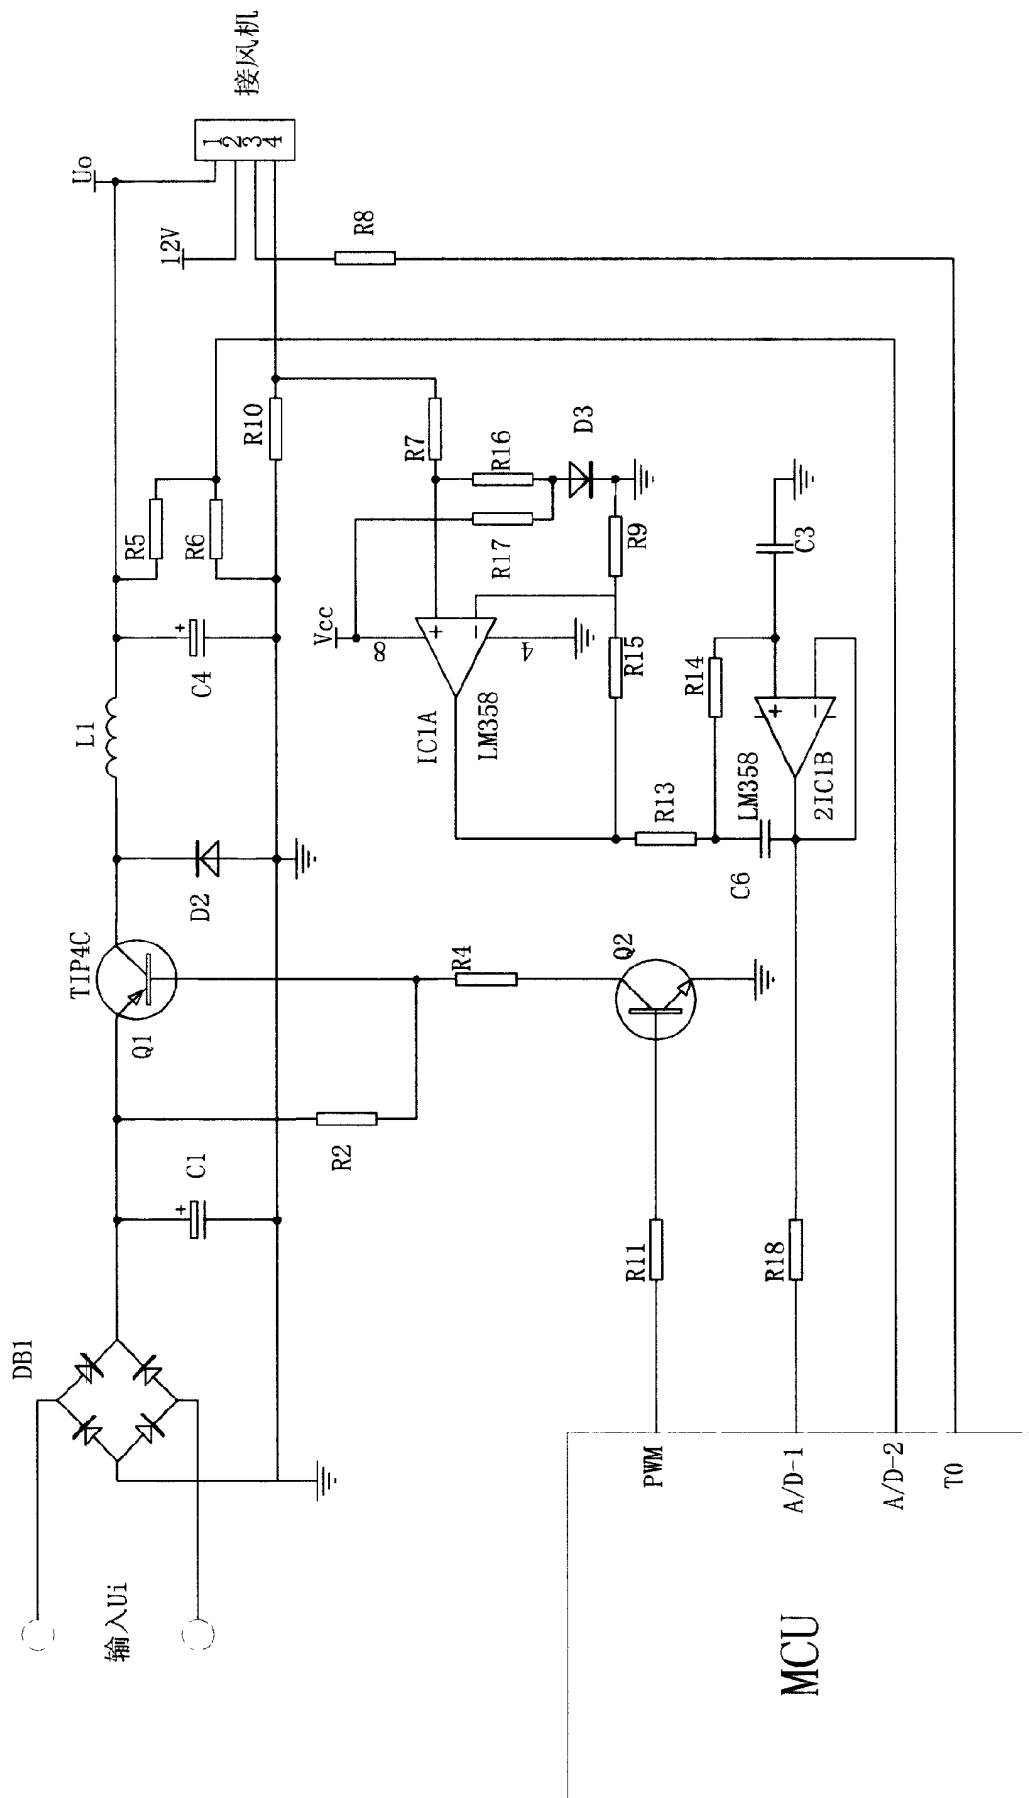 输入Ui
DB1
C1
R2
Q1
TIP4C
D2
L1
C4
R5
R6
R10
Uo
12V
1
2
3
4
接风机
R8
R7
R16
R17
D3
R9
Vcc
8
4
+
-
IC1A
LM358
R15
R14
C3
R13
LM358
+
-
2IC1B
C6
R4
Q2
R11
R18
+
+
PWM
A/D-1
A/D-2
T0
MCU